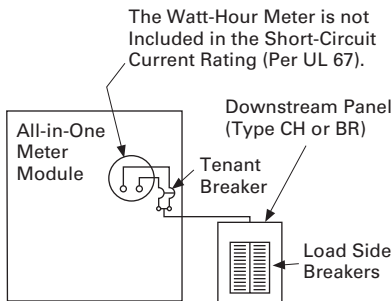 The Watt-Hour Meter is not
Included in the Short-Circuit
Current Rating (Per UL 67).
All-in-One
Meter
Module
Tenant
Breaker
Downstream Panel
(Type CH or BR)
Load Side
Breakers